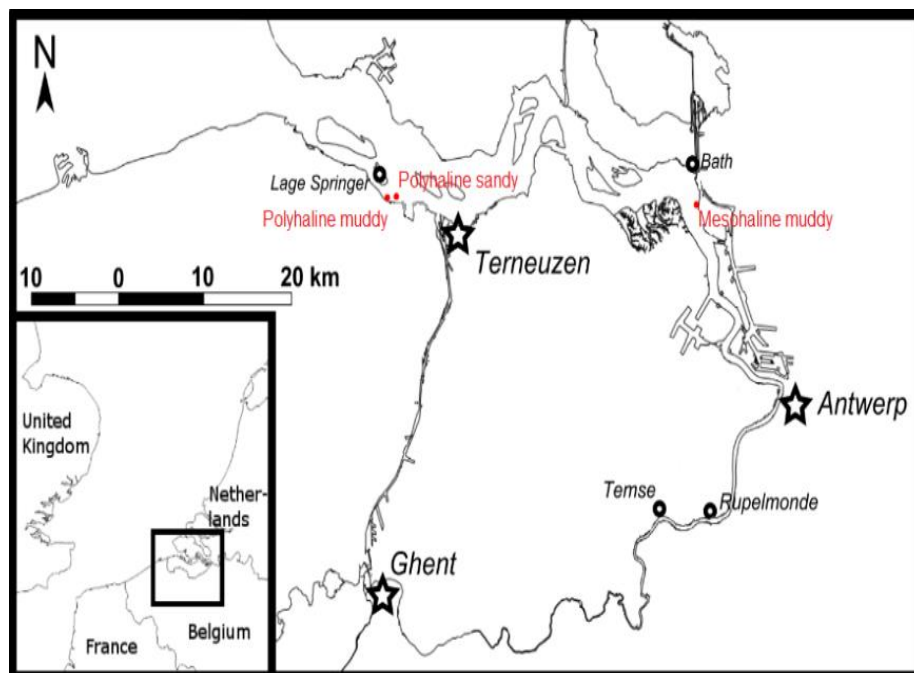 N
Lage Springer
Polyhaline sandy
Polyhaline muddy
Bath
Mesohaline muddy
Terneuzen
10 0 10 20 km
Antwerp
Temse
Rupelmonde
Ghent
United
Kingdom
Nether-
lands
France
Belgium